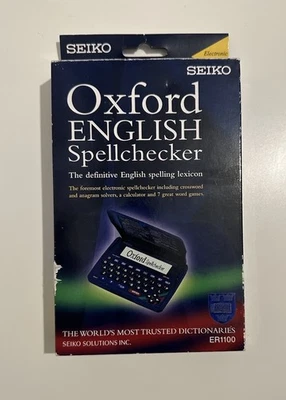 SEIKO
Electronic
SEIKO
Oxford
ENGLISH
Spellchecker
The definitive English spelling lexicon
The foremost electronic spellchecker including crossword
and anagram solvers, a calculator and 7 great word games.
Oxford Spellchecker
THE WORLD'S MOST TRUSTED DICTIONARIES
SEIKO SOLUTIONS INC.
ER1100